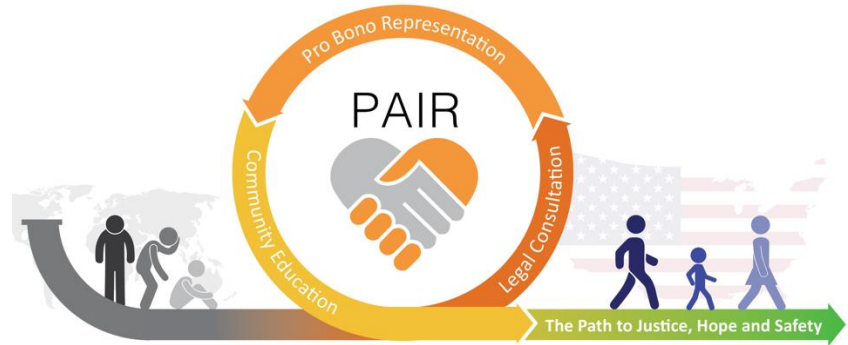 Pro Bono Representation
PAIR
Community Education
Legal Consultation
The Path to Justice, Hope and Safety